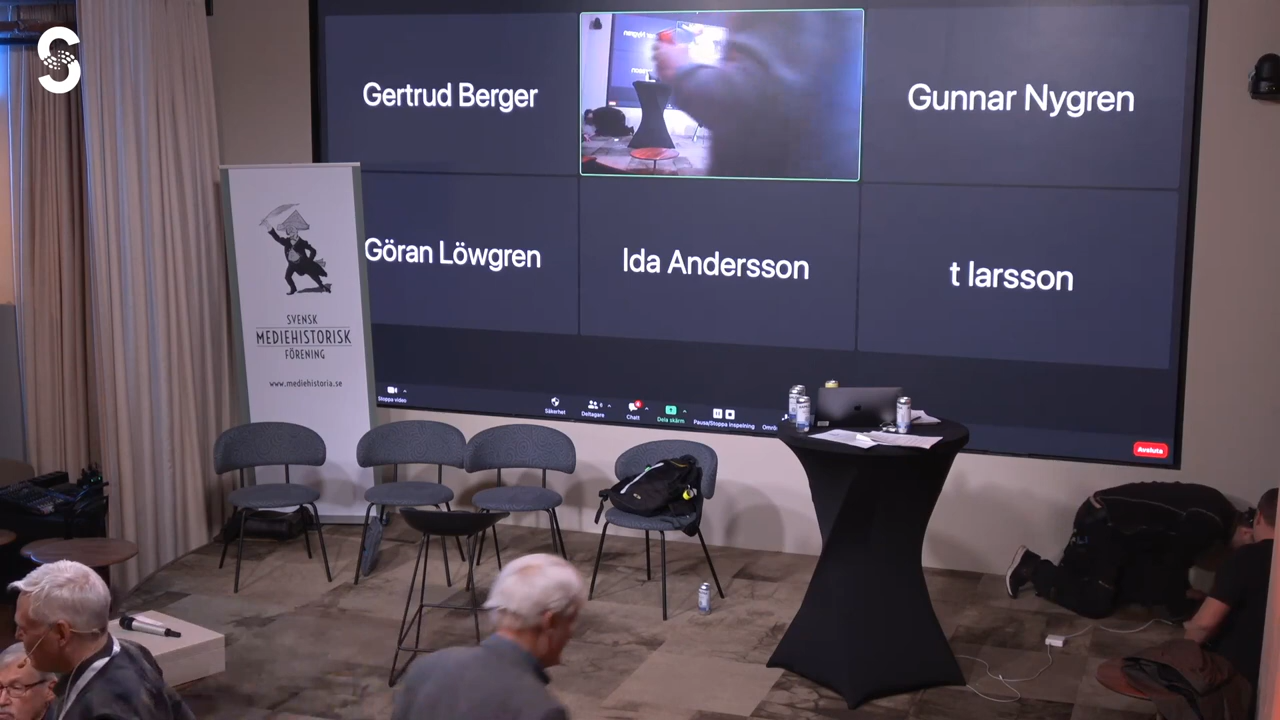 S
Gertrud Berger
Gunnar Nygren
Göran Löwgren
Ida Andersson
t larsson
SVENSK
MEDIEHISTORISK
FÖRENING
www.mediehistoria.se
Stoppa video
Säkerhet
Deltagare
Chatt
Dela skärm
Pausa/Stoppa inspelning
Avsluta